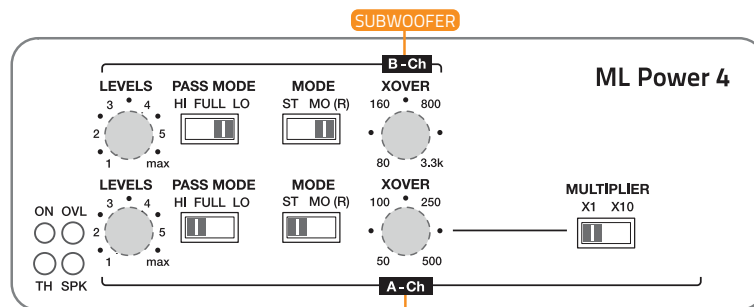 SUBWOOFER
B-Ch
ML Power 4
LEVELS PASS MODE MODE XOVER
3 4 HI FULL LO ST MO (R) 160 800
2 5
1 max 80 3.3k
LEVELS PASS MODE MODE XOVER MULTIPLIER
3 4 HI FULL LO ST MO (R) 100 250 X1 X10
ON OVL 2 5
1 max 50 500
TH SPK
A-Ch